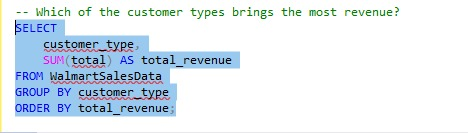 -- Which of the customer types brings the most revenue?
SELECT
    customer_type,
    SUM(total) AS total_revenue
FROM WalmartSalesData
GROUP BY customer_type
ORDER BY total_revenue;